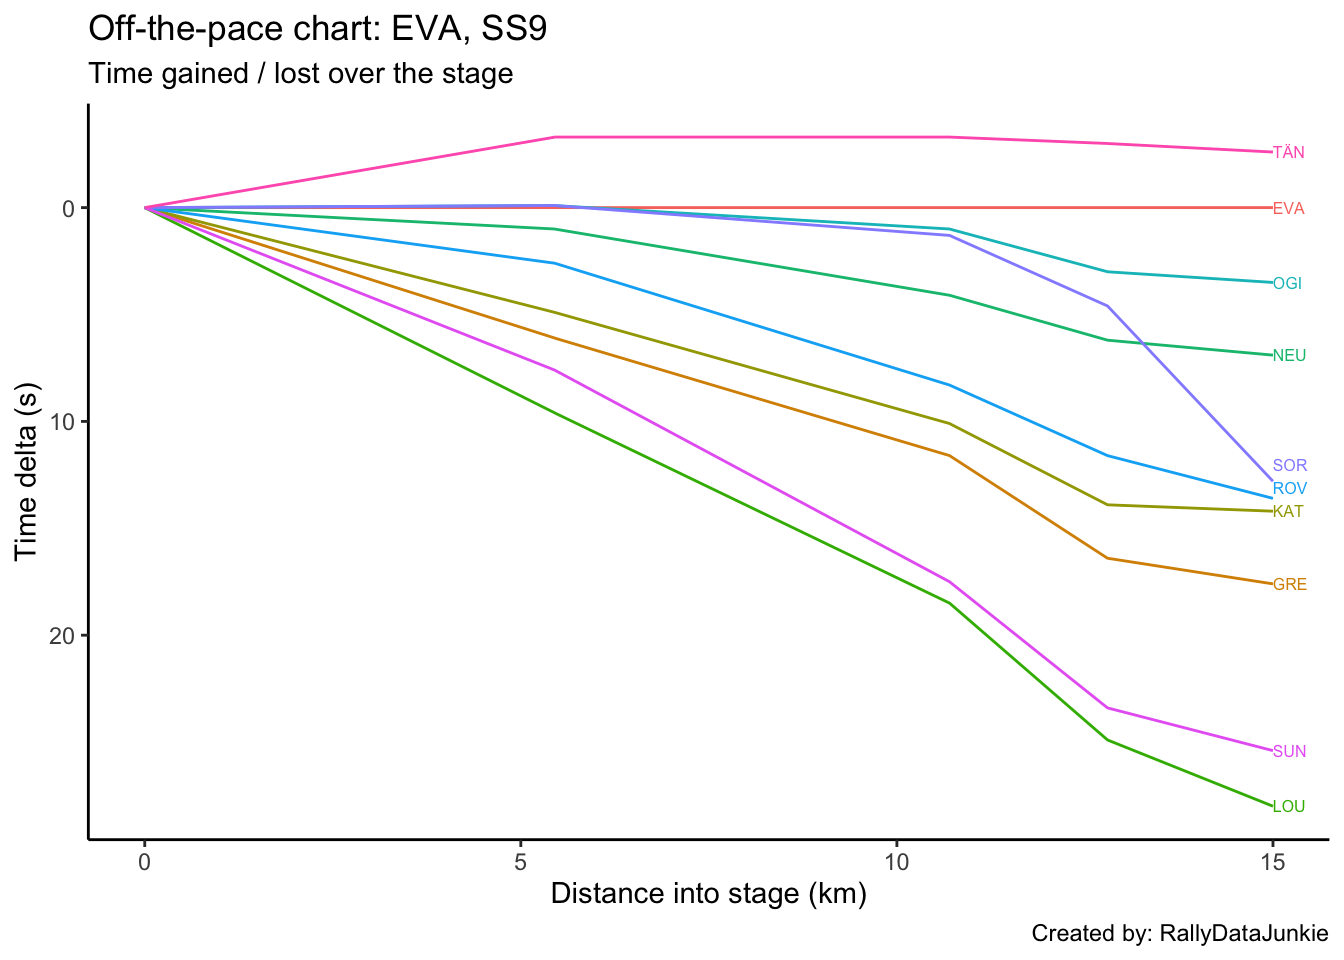 Off-the-pace chart: EVA, SS9
Time gained / lost over the stage
Time delta (s)
0
10
20
TÄN
EVA
OGI
NEU
SOR
ROV
KAT
GRE
SUN
LOU
0 5 10 15
Distance into stage (km)
Created by: RallyDataJunkie